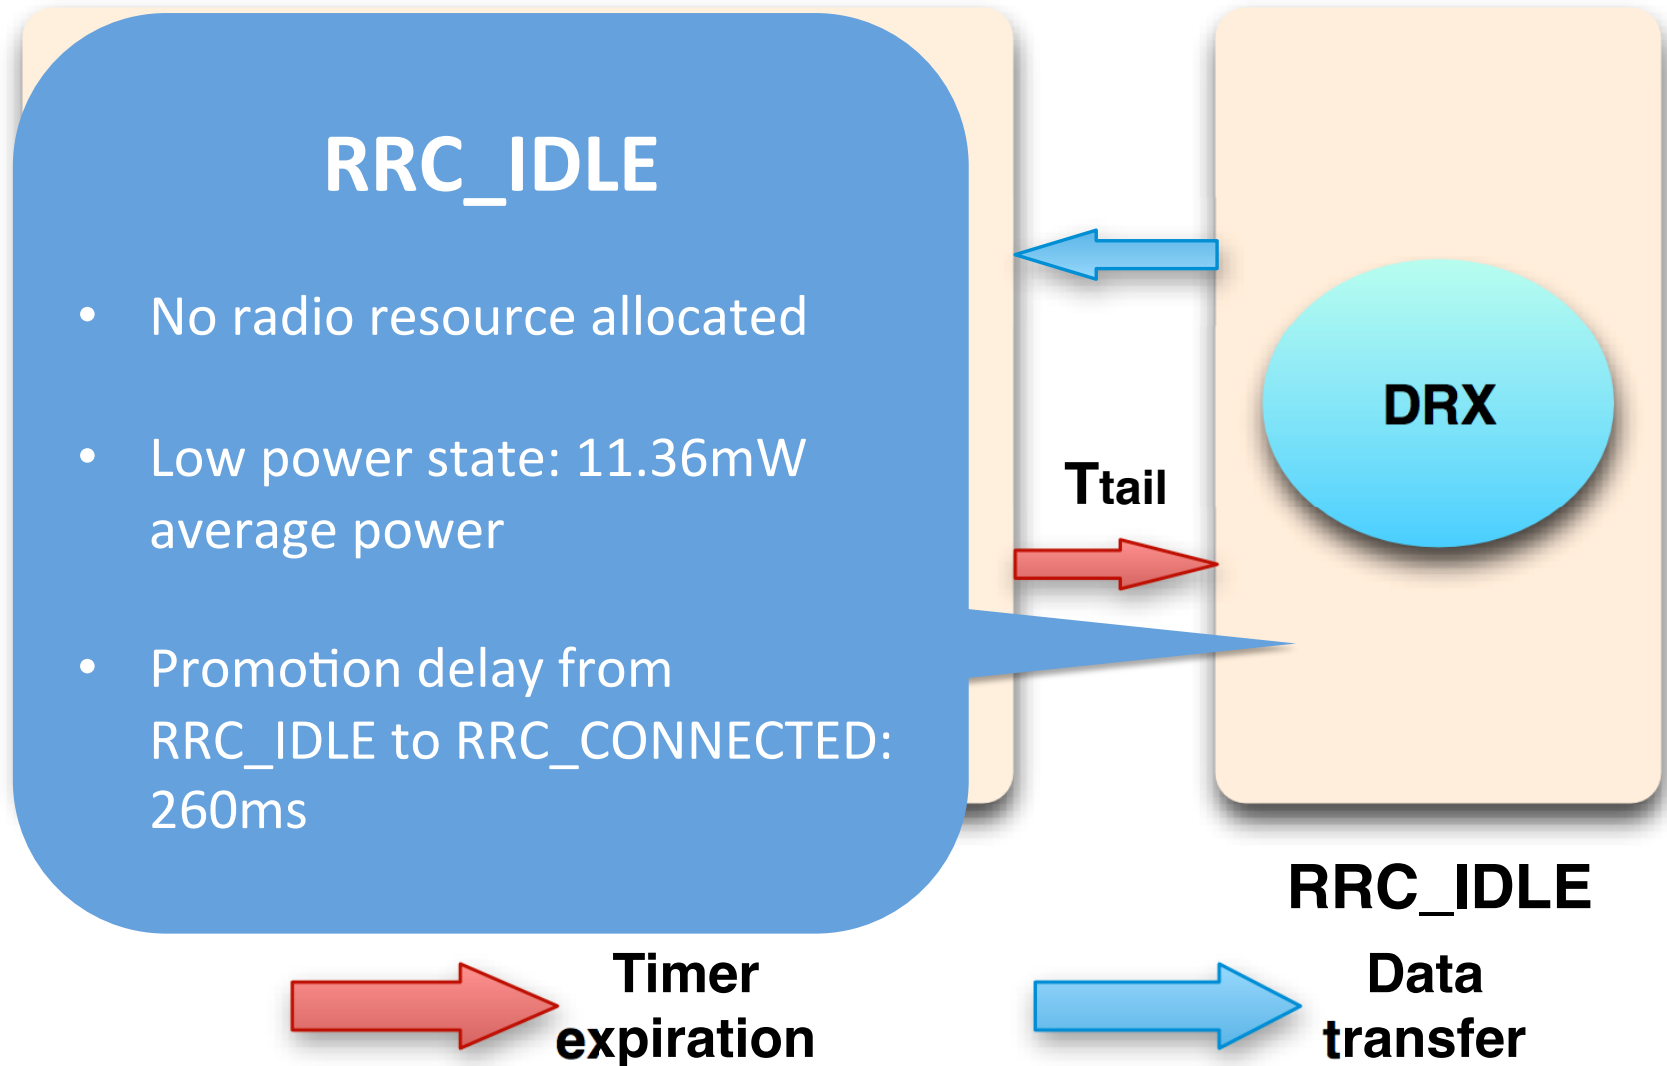 RRC_IDLE
• No radio resource allocated
• Low power state: 11.36mW
average power
• Promotion delay from
RRC_IDLE to RRC_CONNECTED:
260ms
Ttail
DRX
RRC_IDLE
Timer
expiration
Data
transfer